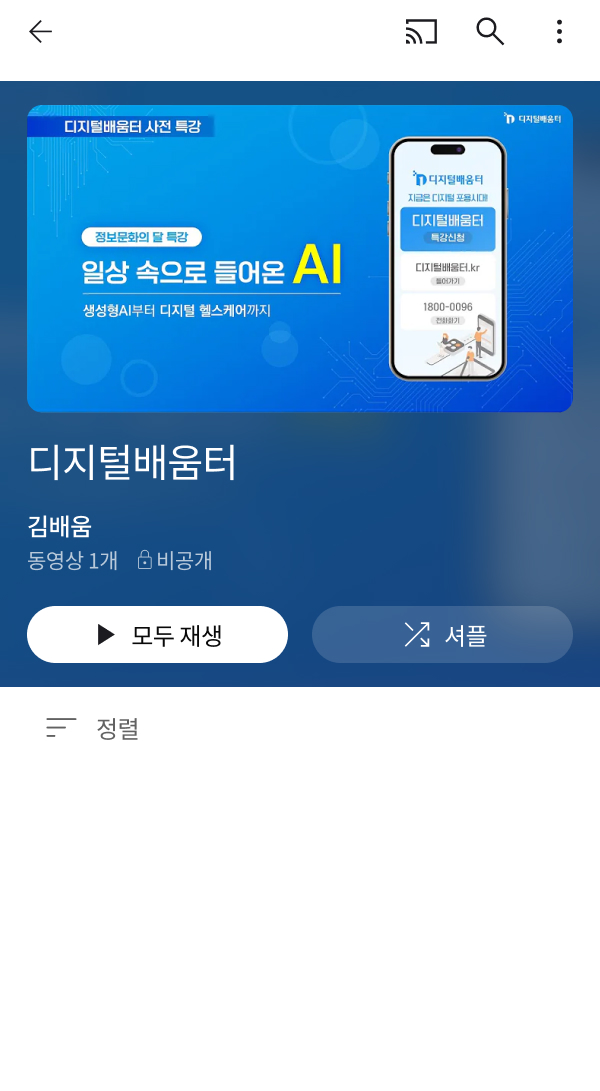 디지털배움터 사전 특강
디지털배움터
정보문화의 달 특강
일상 속으로 들어온 AI
생성형AI부터 디지털 헬스케어까지
디지털배움터
지금은 디지털 포용시대!
디지털배움터
특강신청
디지털배움터.kr
들어가기
1800-0096
전화하기
디지털배움터
김배움
동영상 1개 비공개
모두 재생
셔플
정렬